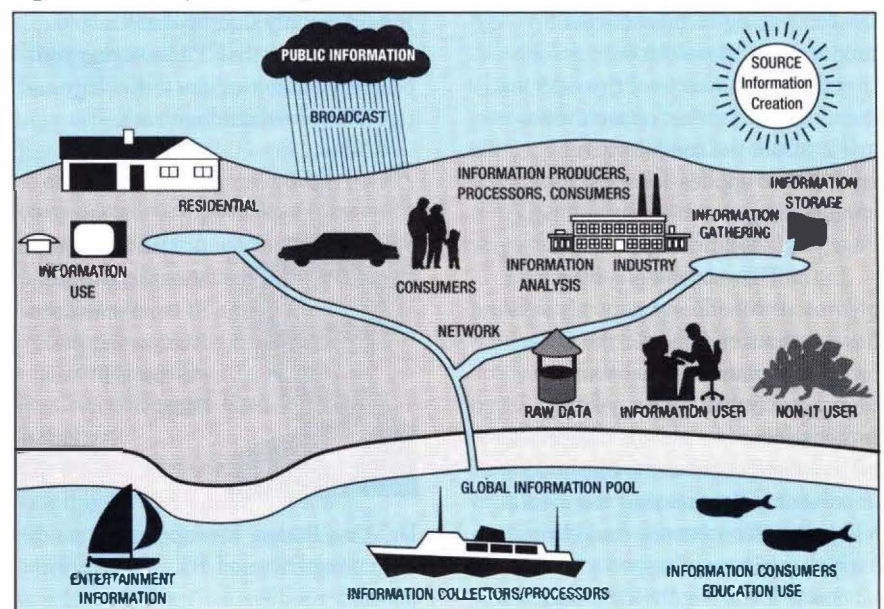 PUBLIC INFORMATION
BROADCAST
SOURCE
Information
Creation
RESIDENTIAL
INFORMATION
USE
CONSUMERS
INFORMATION PRODUCERS,
PROCESSORS, CONSUMERS
INFORMATION
ANALYSIS
INDUSTRY
INFORMATION
GATHERING
INFORMATION
STORAGE
NETWORK
RAW DATA
INFORMATION USER
NON-IT USER
GLOBAL INFORMATION POOL
ENTERTAINMENT
INFORMATION
INFORMATION COLLECTORS/PROCESSORS
INFORMATION CONSUMERS
EDUCATION USE